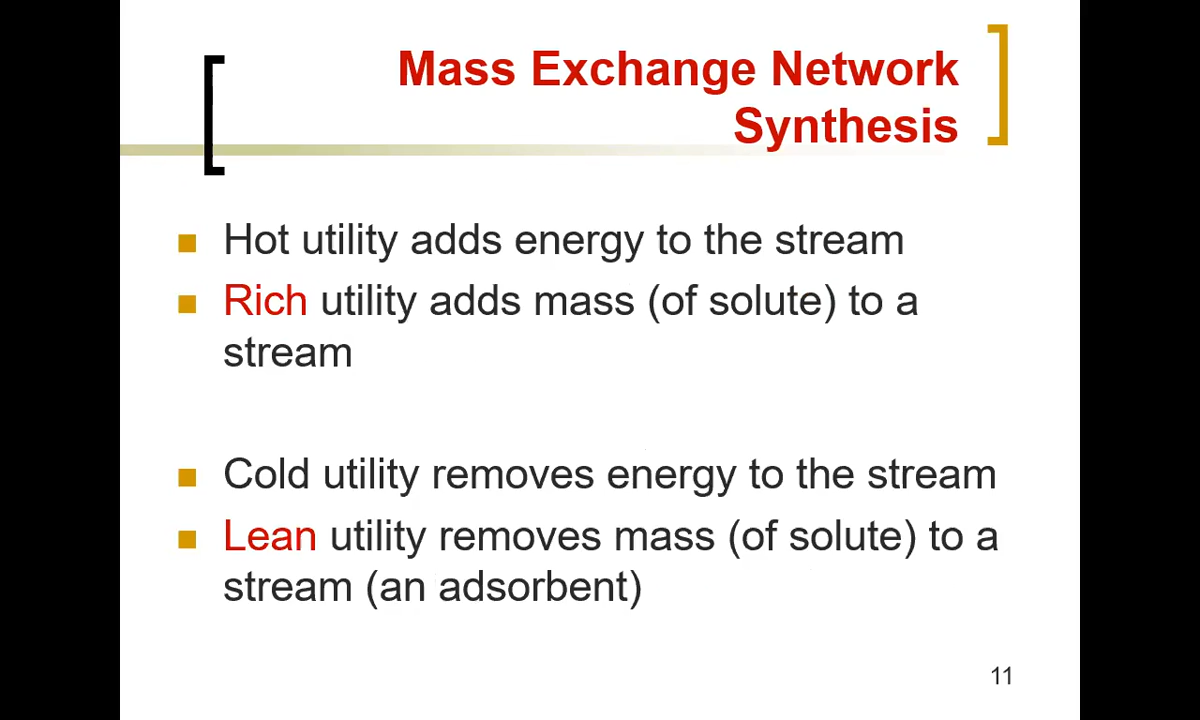 Mass Exchange Network
Synthesis
Hot utility adds energy to the stream
Rich utility adds mass (of solute) to a
stream
Cold utility removes energy to the stream
Lean utility removes mass (of solute) to a
stream (an adsorbent)
11